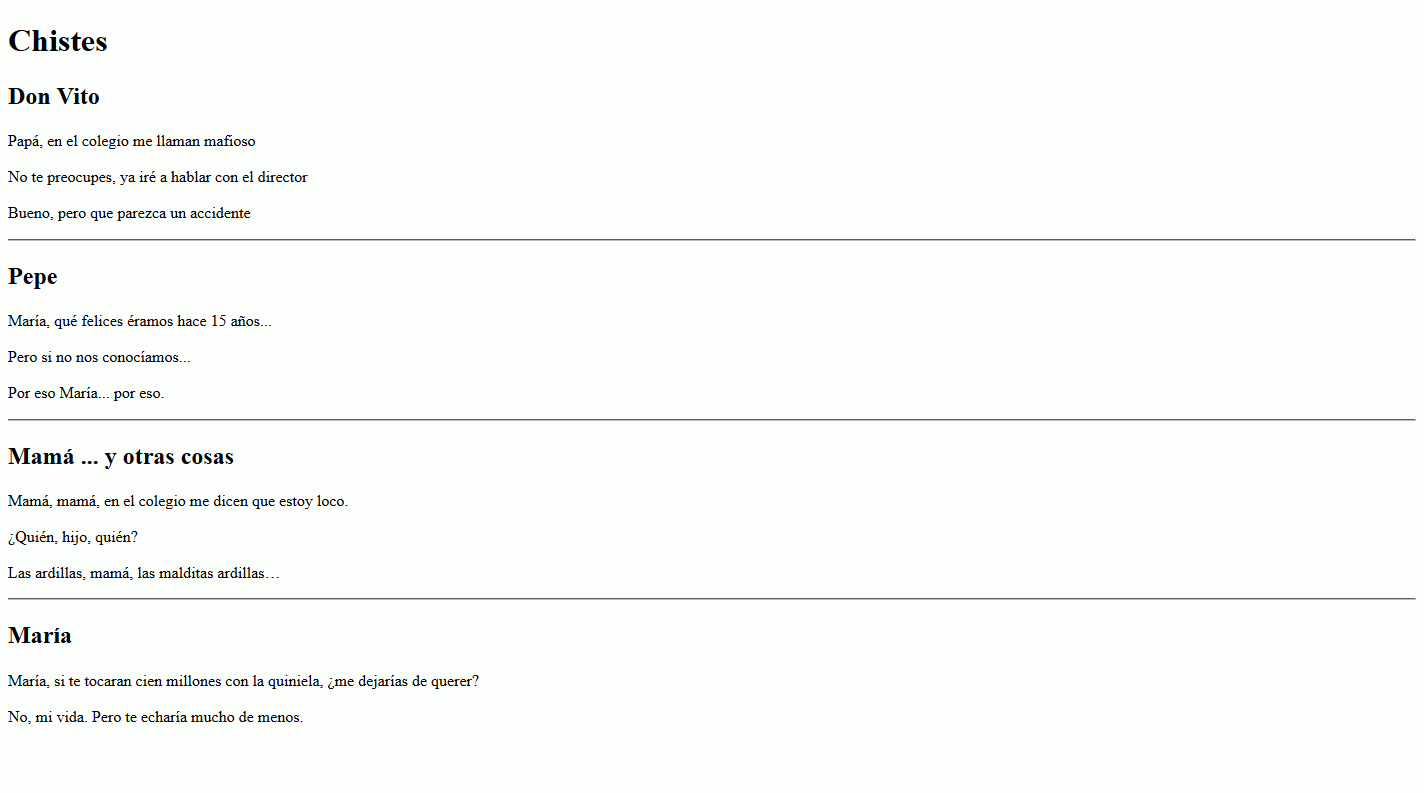 Chistes
Don Vito
Papá, en el colegio me llaman mafioso
No te preocupes, ya iré a hablar con el director
Bueno, pero que parezca un accidente
Pepe
María, qué felices éramos hace 15 años...
Pero si no nos conocíamos...
Por eso María... por eso.
Mamá ... y otras cosas
Mamá, mamá, en el colegio me dicen que estoy loco.
¿Quién, hijo, quién?
Las ardillas, mamá, las malditas ardillas…
María
María, si te tocaran cien millones con la quiniela, ¿me dejarías de querer?
No, mi vida. Pero te echaría mucho de menos.